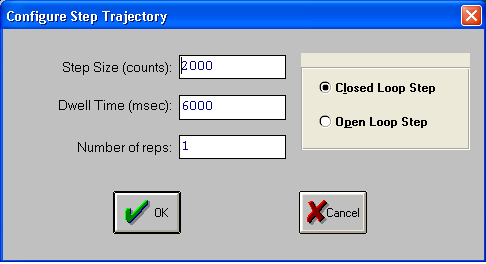 Configure Step Trajectory
Step Size (counts): 2000
Closed Loop Step
Dwell Time (msec): 6000
Open Loop Step
Number of reps: 1
OK
Cancel